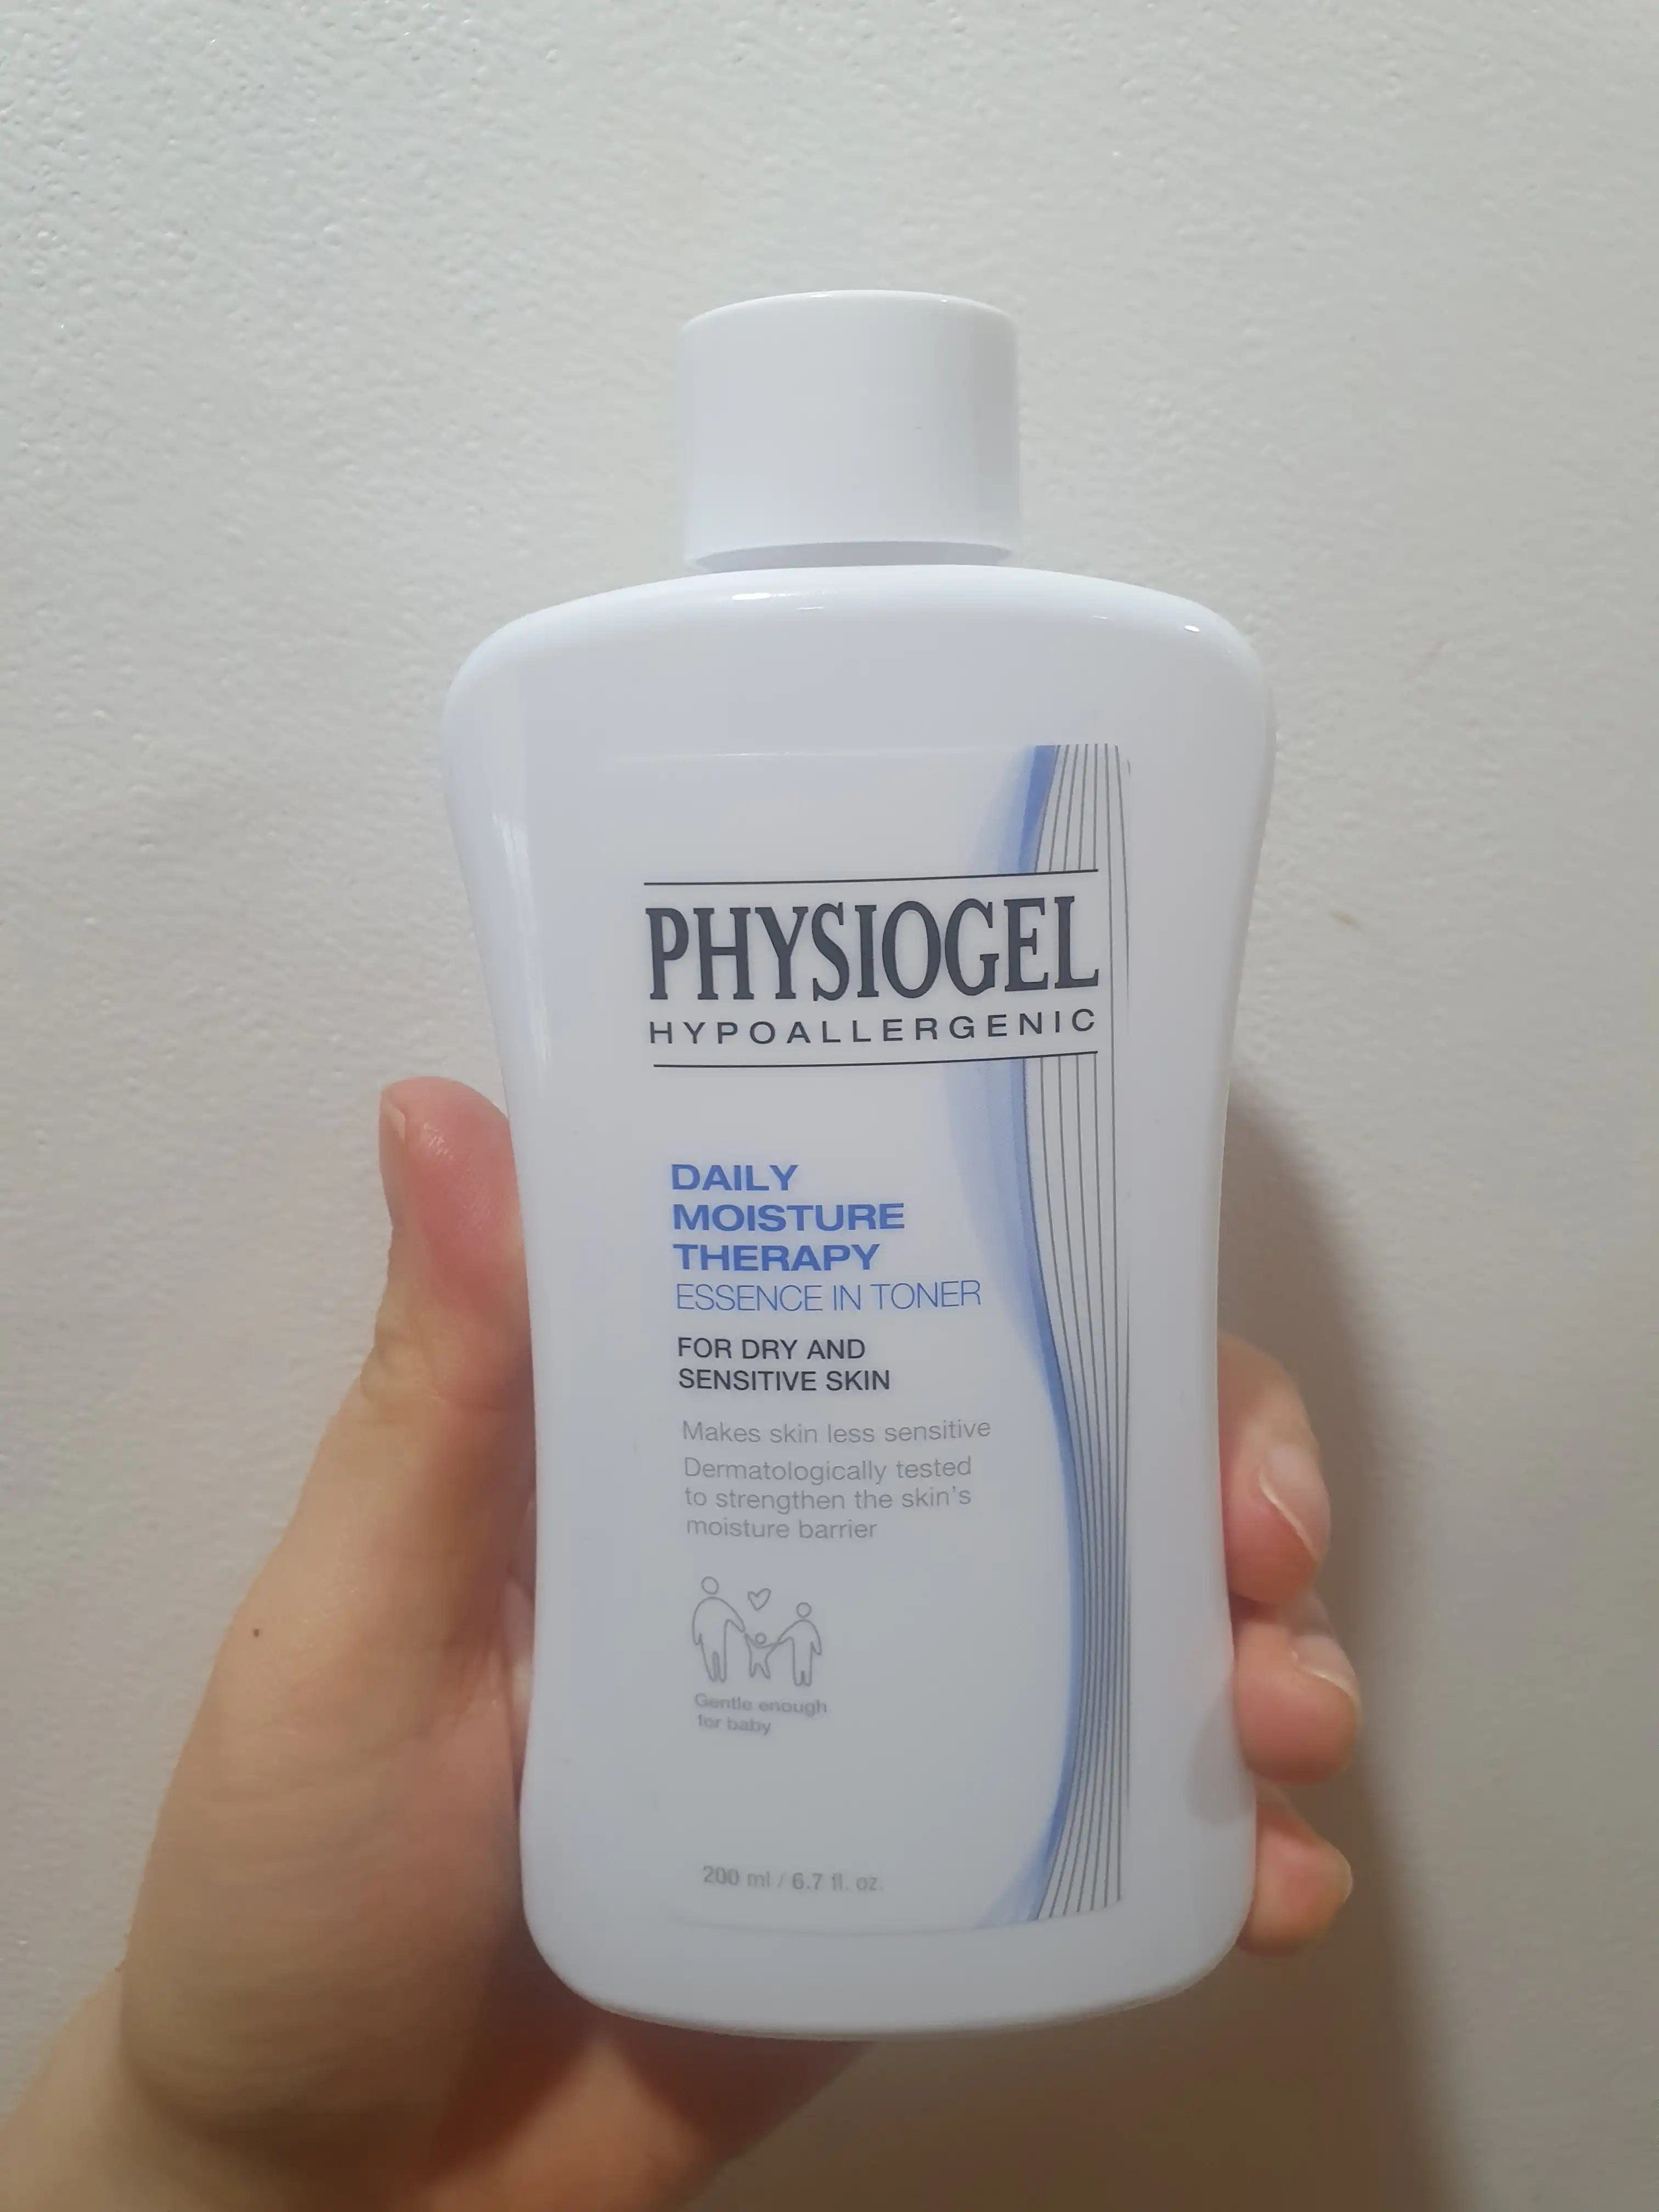 PHYSIOGEL
HYPOALLERGENIC
DAILY
MOISTURE
THERAPY
ESSENCE IN TONER
FOR DRY AND
SENSITIVE SKIN
Makes skin less sensitive
Dermatologically tested
to strengthen the skin's
moisture barrier
Gentle enough
for baby
200 ml / 6.7 fl. oz.